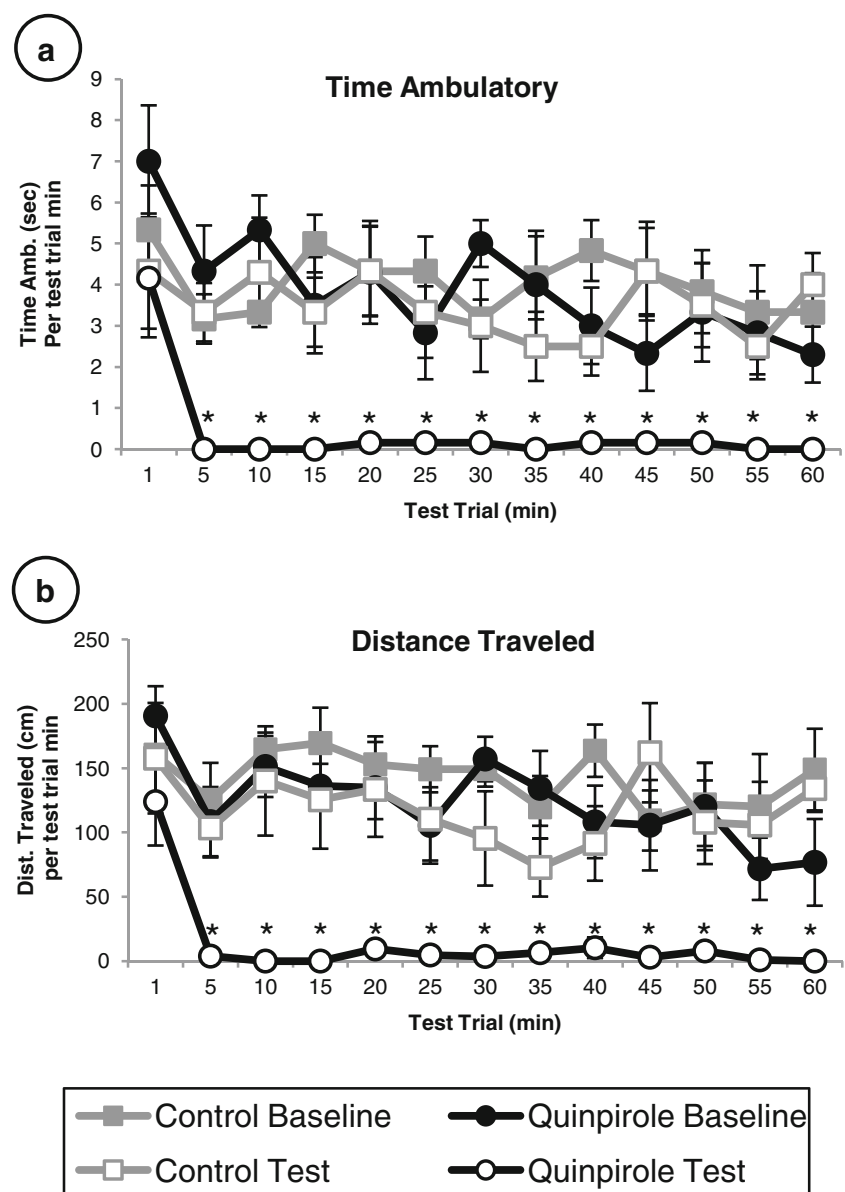 a
Time Ambulatory
Time Amb. (sec)
Per test trial min
9
8
7
6
5
4
3
2
1
0
* * * * * * * * * * * *
1 5 10 15 20 25 30 35 40 45 50 55 60
Test Trial (min)
b
Distance Traveled
Dist. Traveled (cm)
per test trial min
250
200
150
100
50
0
* * * * * * * * * * * *
1 5 10 15 20 25 30 35 40 45 50 55 60
Test Trial (min)
Control Baseline Quinpirole Baseline
Control Test Quinpirole Test